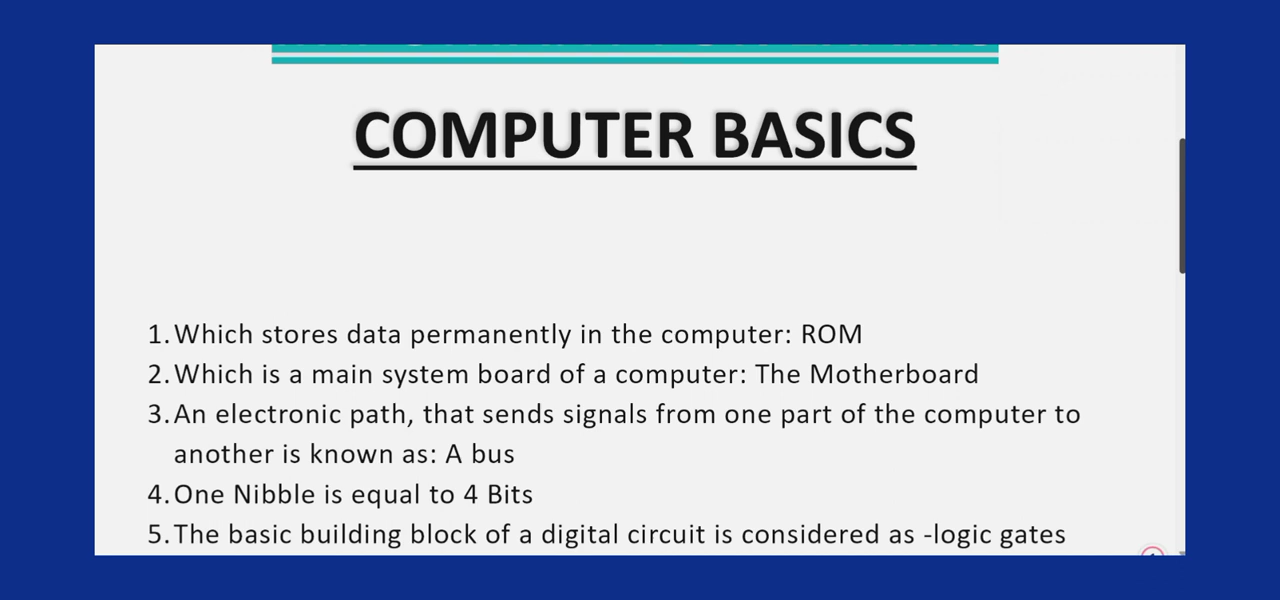 COMPUTER BASICS
1. Which stores data permanently in the computer: ROM
2. Which is a main system board of a computer: The Motherboard
3. An electronic path, that sends signals from one part of the computer to
another is known as: A bus
4. One Nibble is equal to 4 Bits
5. The basic building block of a digital circuit is considered as -logic gates